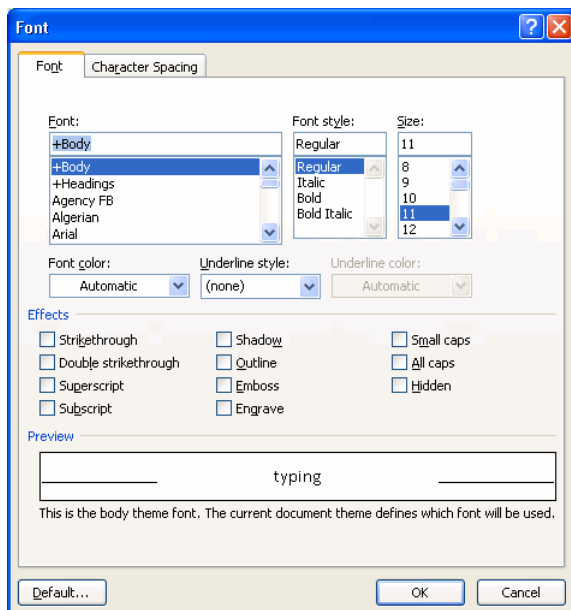 Font
Font Character Spacing
Font: Font style: Size:
+Body Regular 11
+Body Regular 8
+Headings Italic 9
Agency FB Bold 10
Algerian Bold Italic 11
Arial 12
Font color: Underline style: Underline color:
Automatic (none) Automatic
Effects
Strikethrough Shadow Small caps
Double strikethrough Outline All caps
Superscript Emboss Hidden
Subscript Engrave
Preview
typing
This is the body theme font. The current document theme defines which font will be used.
Default... OK Cancel